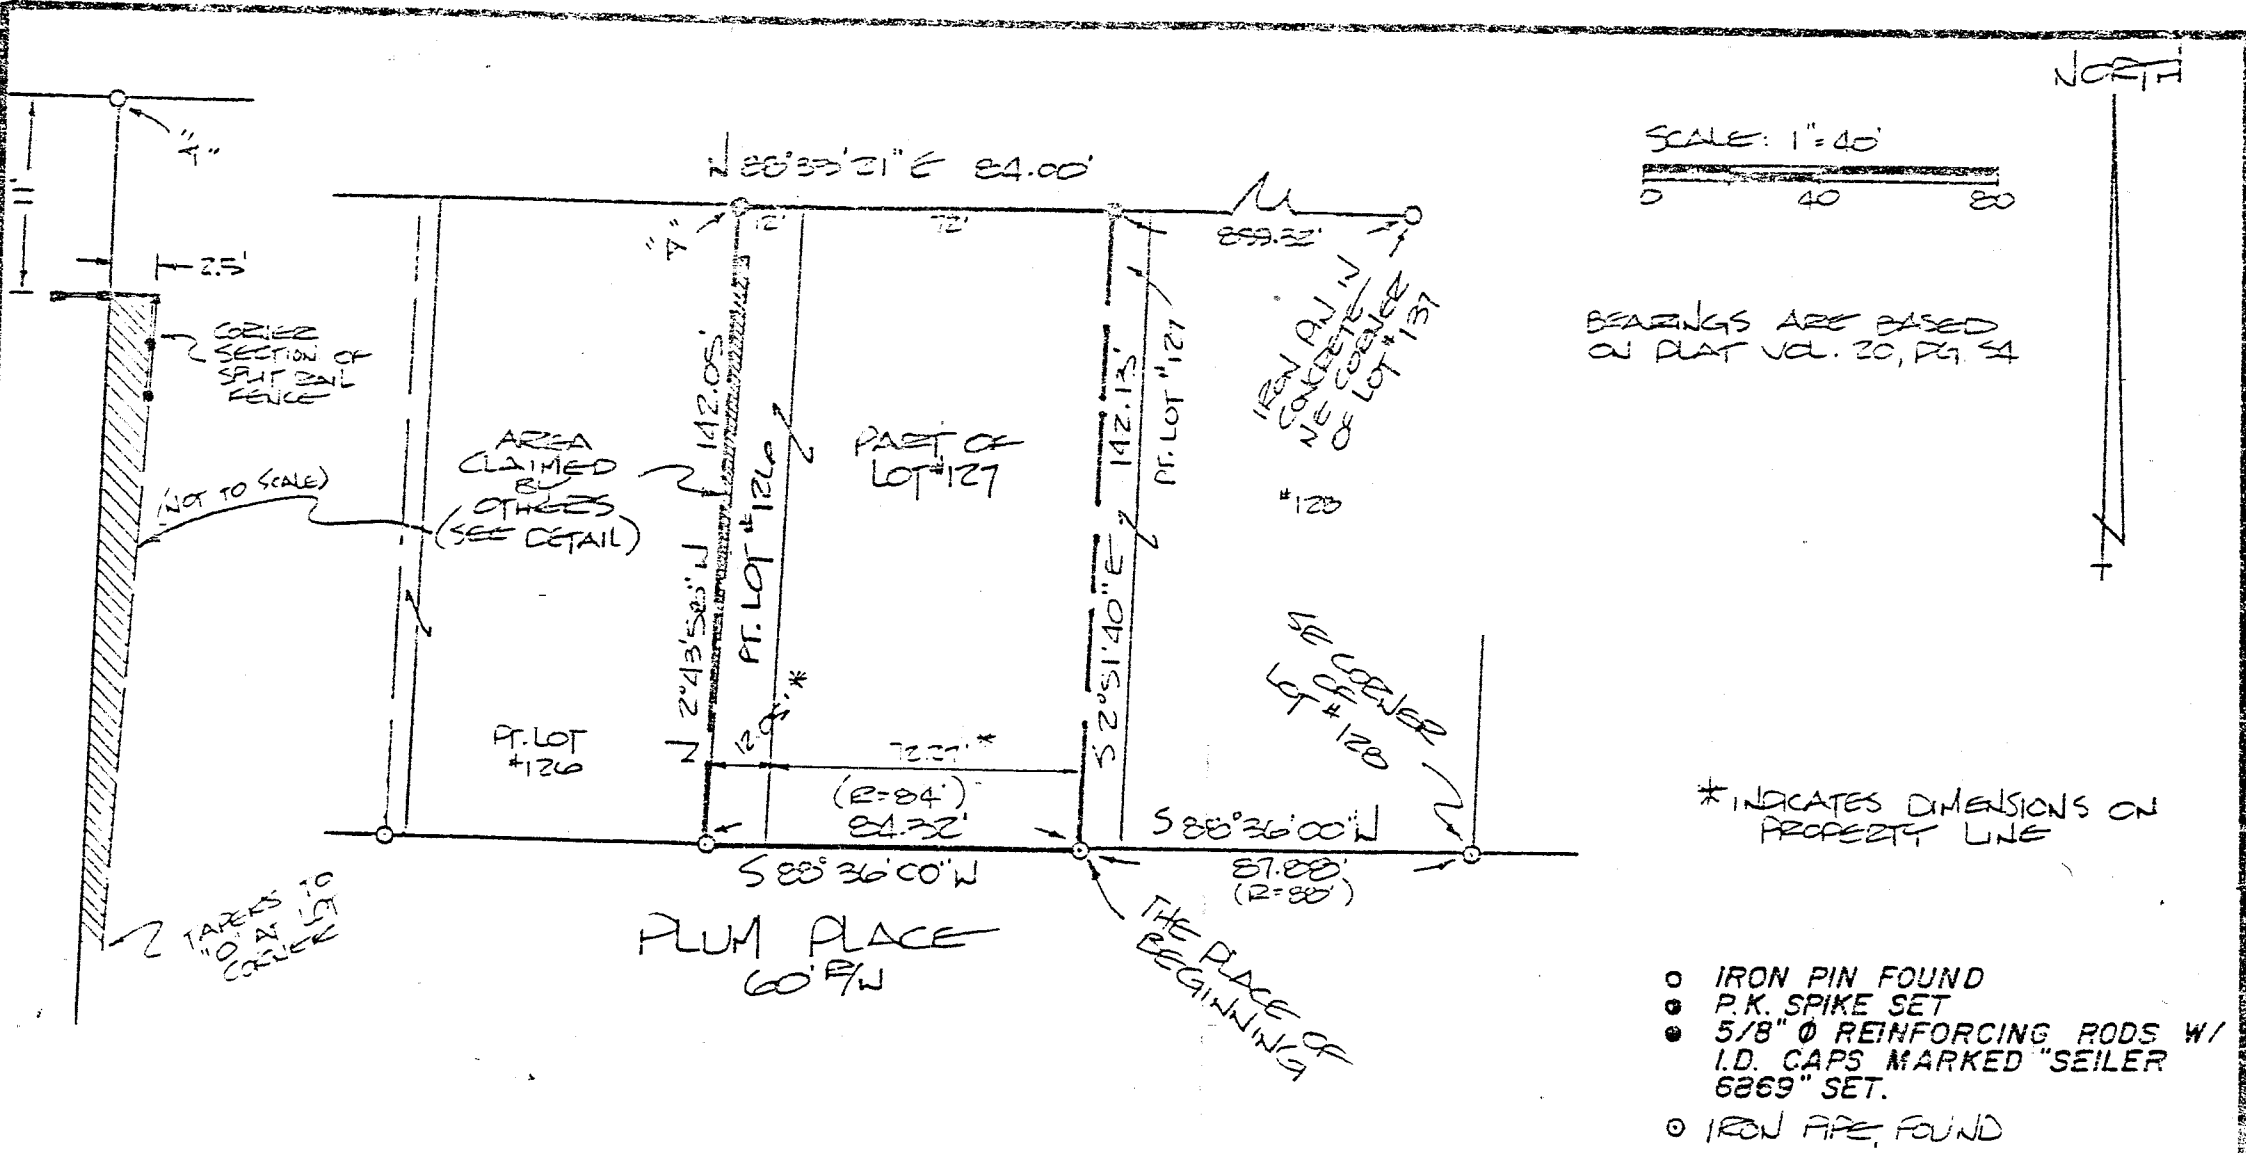 NORTH
"A"
11'
2.5'
CORNER
SECTION OF
SPLIT RAIL
FENCE
(NOT TO SCALE)
TAPERS TO
"0" AT LOT
CORNER
N 88°33'21" E 84.00'
"A"
12'
72'
859.32'
SCALE: 1"=40'
0 40 80
BEARINGS ARE BASED
ON PLAT VOL. 20, PG. 54
IRON PIN IN
CONCRETE
NE CORNER
OF LOT #137
AREA
CLAIMED
BY
OTHERS
(SEE DETAIL)
N 2°43'58" W 142.05'
PT. LOT #126
PART OF
LOT #127
S 2°51'40" E 142.13'
PT. LOT #127
#128
PT. LOT
#126
12.05' *
72.27' *
(R=84')
84.32'
S 88°36'00" W
SE CORNER
OF
LOT #128
S 88°36'00" W
87.88'
(R=88')
PLUM PLACE
60' R/W
THE PLACE OF
BEGINNING
* INDICATES DIMENSIONS ON
PROPERTY LINE
IRON PIN FOUND
P.K. SPIKE SET
5/8" Ø REINFORCING RODS W/
I.D. CAPS MARKED "SEILER
6869" SET.
IRON PIPE, FOUND